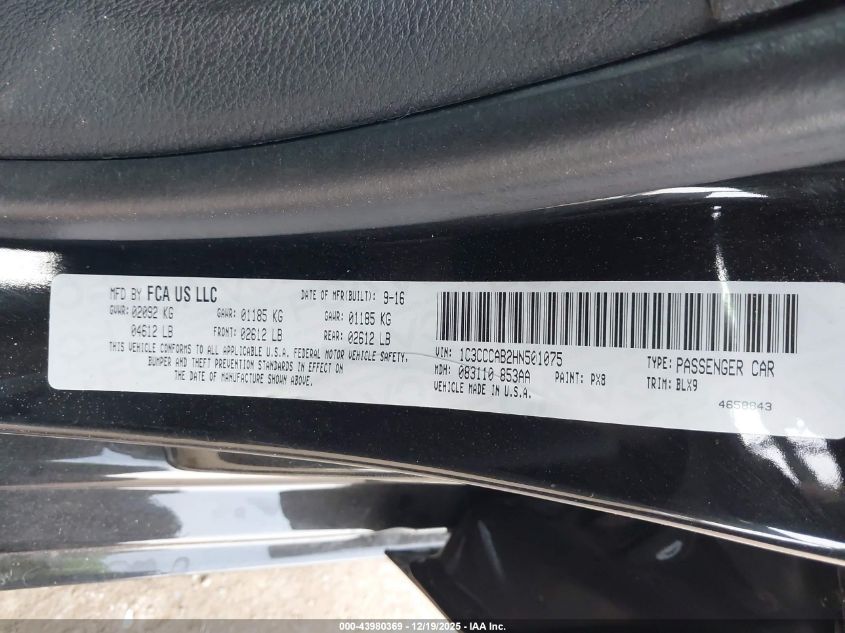 MFD BY FCA US LLC DATE OF MFR(BUILT): 9-16
GVWR: 02092 KG GAWR: 01185 KG GAWR: 01185 KG
04612 LB FRONT: 02612 LB REAR: 02612 LB
THIS VEHICLE CONFORMS TO ALL APPLICABLE U.S.A. FEDERAL MOTOR VEHICLE SAFETY,
BUMPER AND THEFT PREVENTION STANDARDS IN EFFECT ON
THE DATE OF MANUFACTURE SHOWN ABOVE.
VIN: 1C3CCCAB2HN501075 TYPE: PASSENGER CAR
MDH: 083110 853AA PAINT: PX8 TRIM: BLX9
VEHICLE MADE IN U.S.A.
4658843
000-43980369 • 12/19/2025 • IAA Inc.